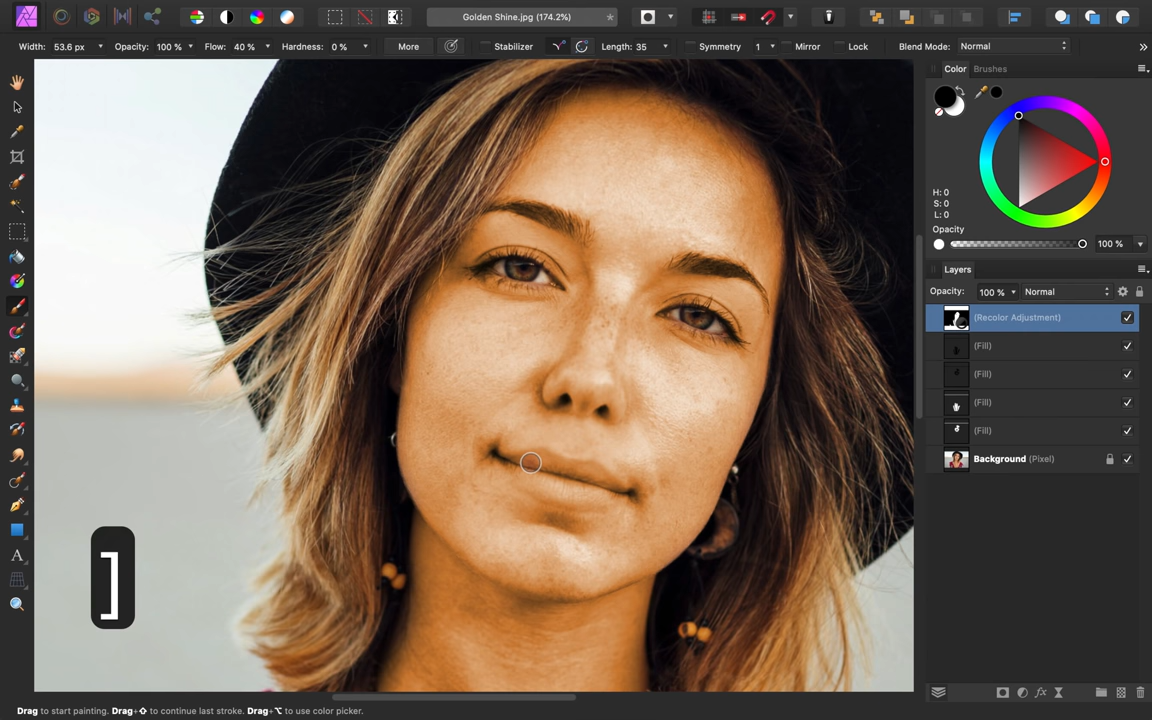 Golden Shine.jpg (174.2%)
Width: 53.6 px Opacity: 100 % Flow: 40 % Hardness: 0 % More Stabilizer Length: 35 Symmetry 1 Mirror Lock Blend Mode: Normal
Color Brushes
H: 0
S: 0
L: 0
Opacity
100 %
Layers
Opacity: 100 % Normal
(Recolor Adjustment)
(Fill)
(Fill)
(Fill)
(Fill)
Background (Pixel)
]
Drag to start painting. Drag+⇧ to continue last stroke. Drag+⌥ to use color picker.